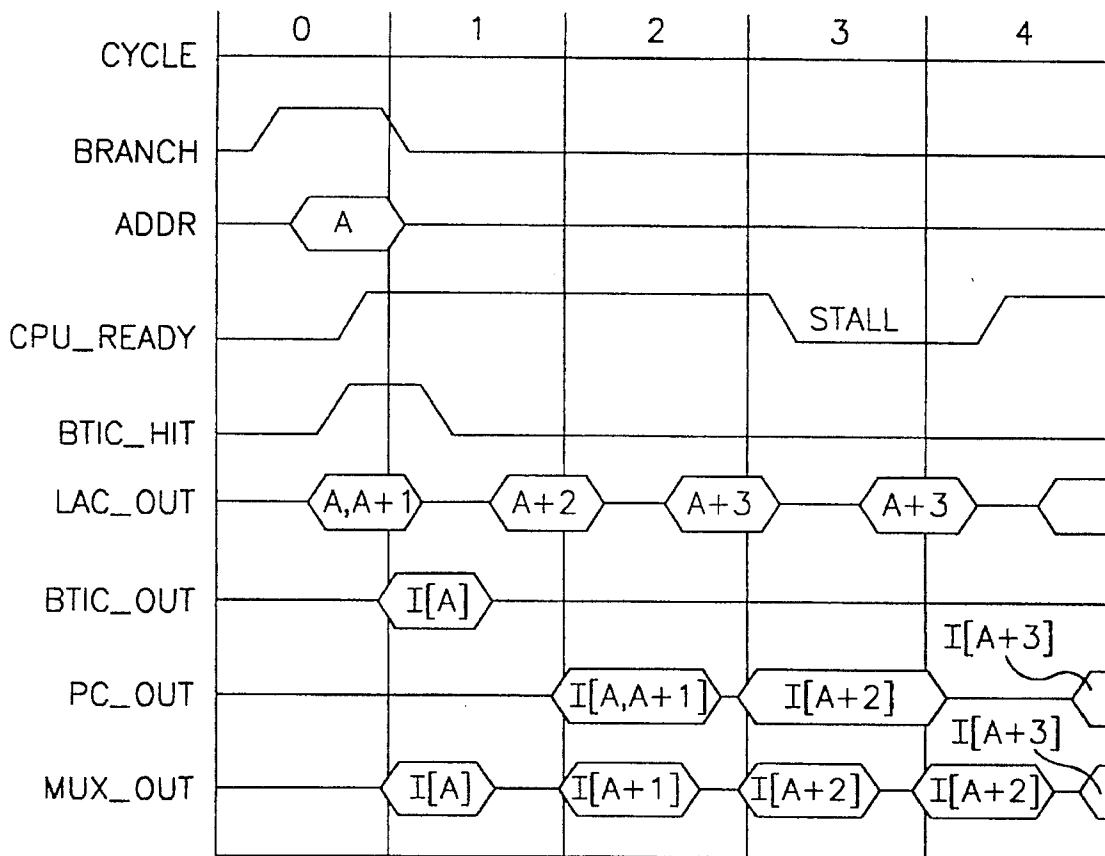 CYCLE 0 1 2 3 4
BRANCH
ADDR A
CPU_READY STALL
BTIC_HIT
LAC_OUT A,A+1 A+2 A+3 A+3
BTIC_OUT I[A]
I[A+3]
PC_OUT I[A,A+1] I[A+2]
I[A+3]
MUX_OUT I[A] I[A+1] I[A+2] I[A+2]